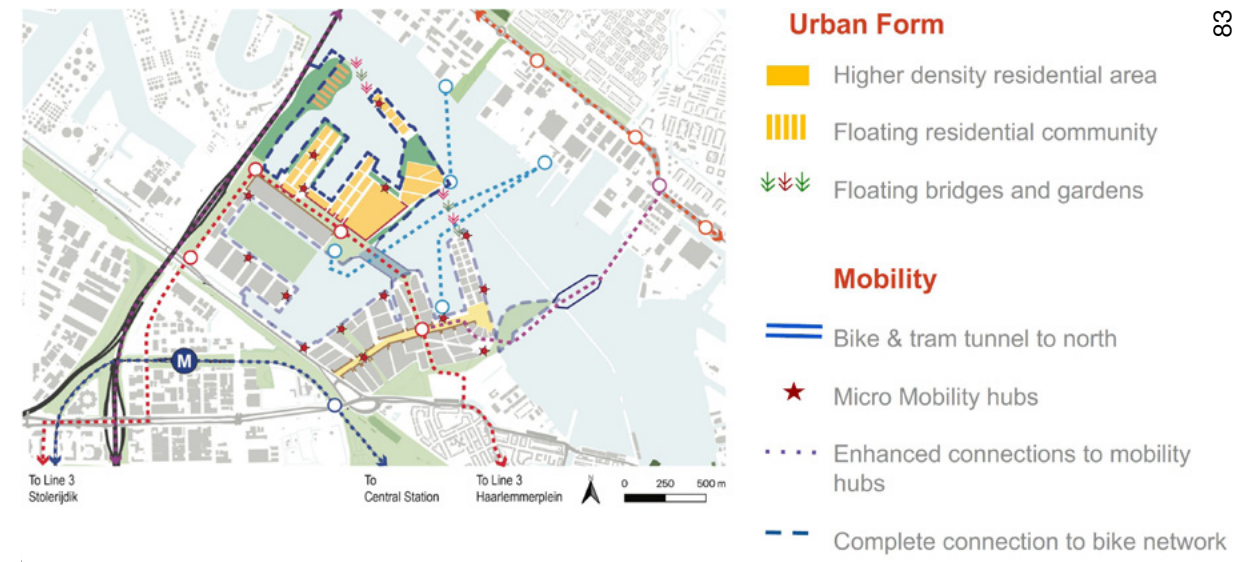 83
Urban Form
Higher density residential area
Floating residential community
Floating bridges and gardens
Mobility
Bike & tram tunnel to north
Micro Mobility hubs
Enhanced connections to mobility
hubs
Complete connection to bike network
M
To Line 3
Stolerijdik
To
Central Station
To Line 3
Haarlemmerplein
N
0 250 500 m